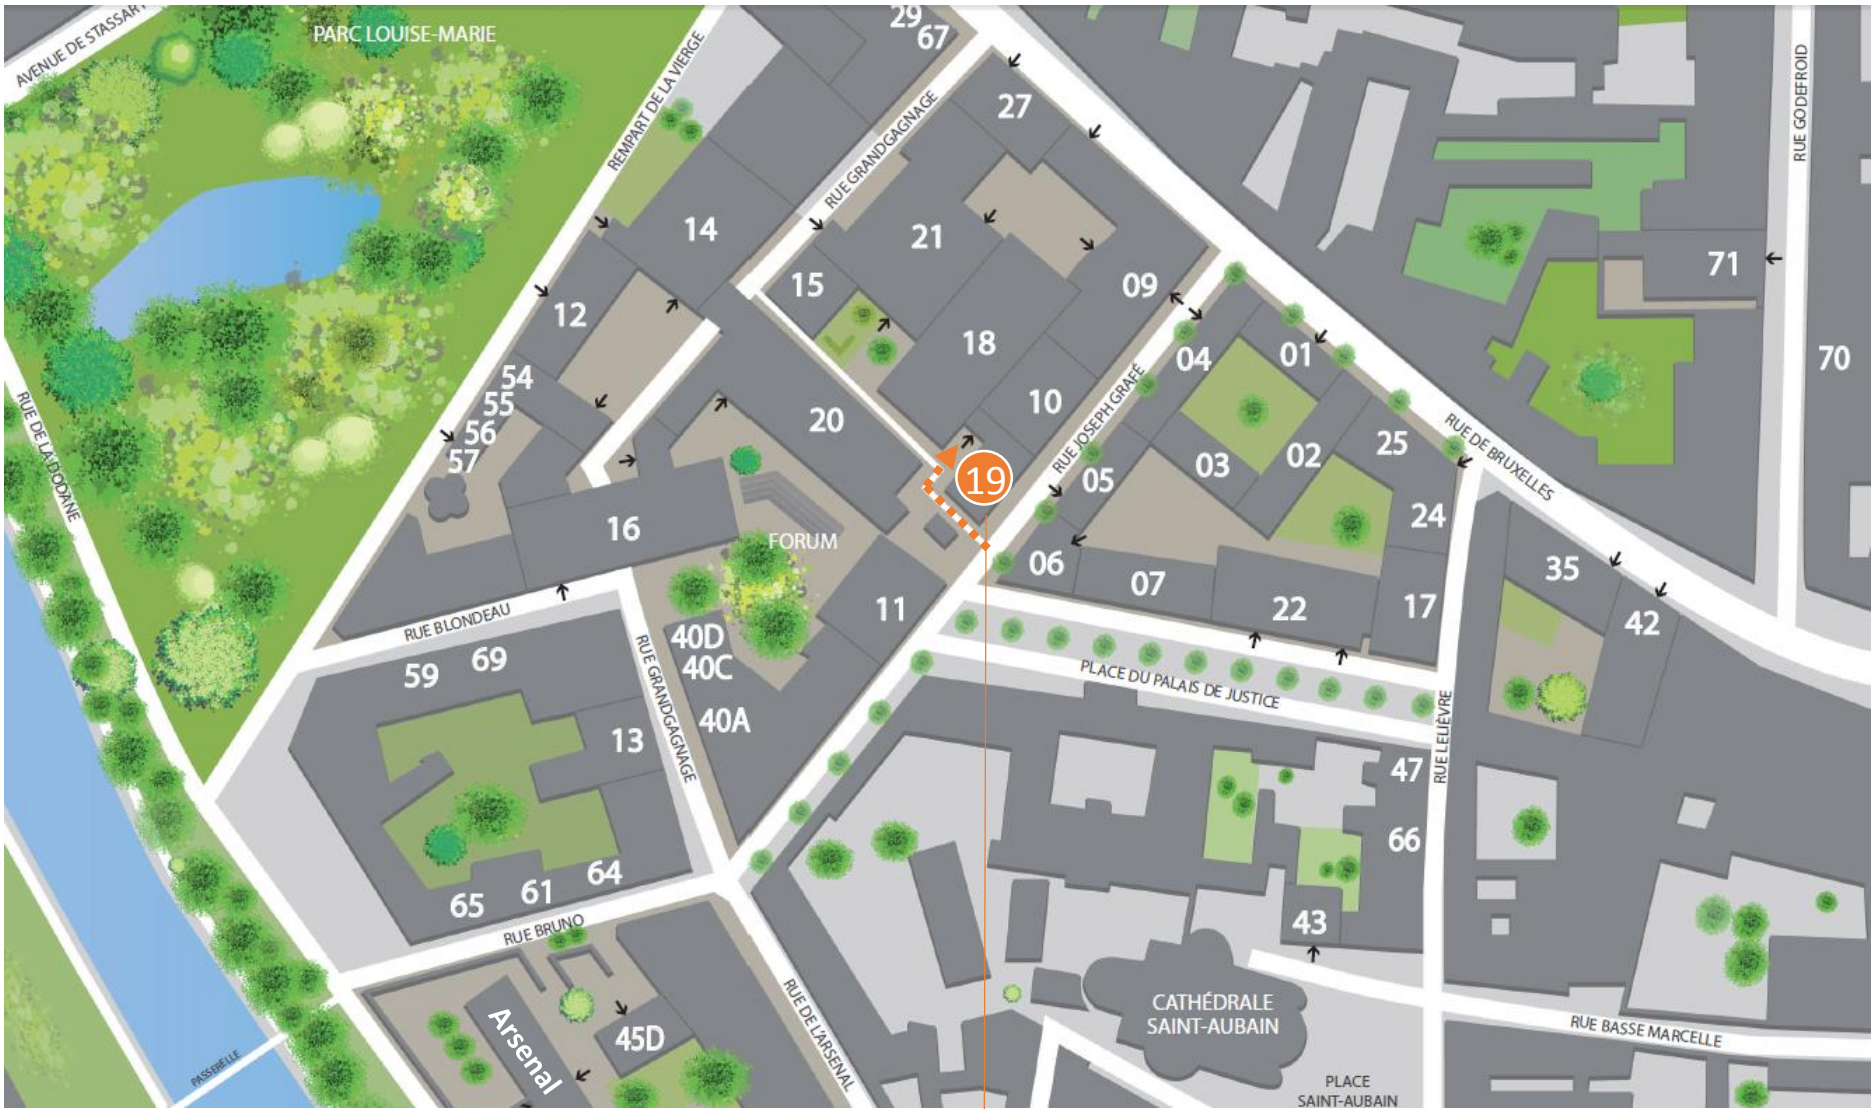 AVENUE DE STASSART
PARC LOUISE-MARIE
REMPART DE LA VIERGE
29
67
27
RUE GRANDGAGNAGE
RUE GODEFROID
14
21
15
12
09
71
18
04
01
70
54
55
56
57
20
10
RUE JOSEPH GRAFÉ
RUE DE LA DODANE
25
RUE DE BRUXELLES
03
02
05
19
24
16
FORUM
06
07
22
17
35
42
11
RUE BLONDEAU
40D
40C
40A
RUE GRANDGAGNAGE
59
69
13
PLACE DU PALAIS DE JUSTICE
RUE LELIÈVRE
47
66
65
61
64
RUE BRUNO
43
Arsenal
45D
RUE DE L'ARSENAL
CATHÉDRALE
SAINT-AUBAIN
RUE BASSE MARCELLE
PASSERELLE
PLACE
SAINT-AUBAIN